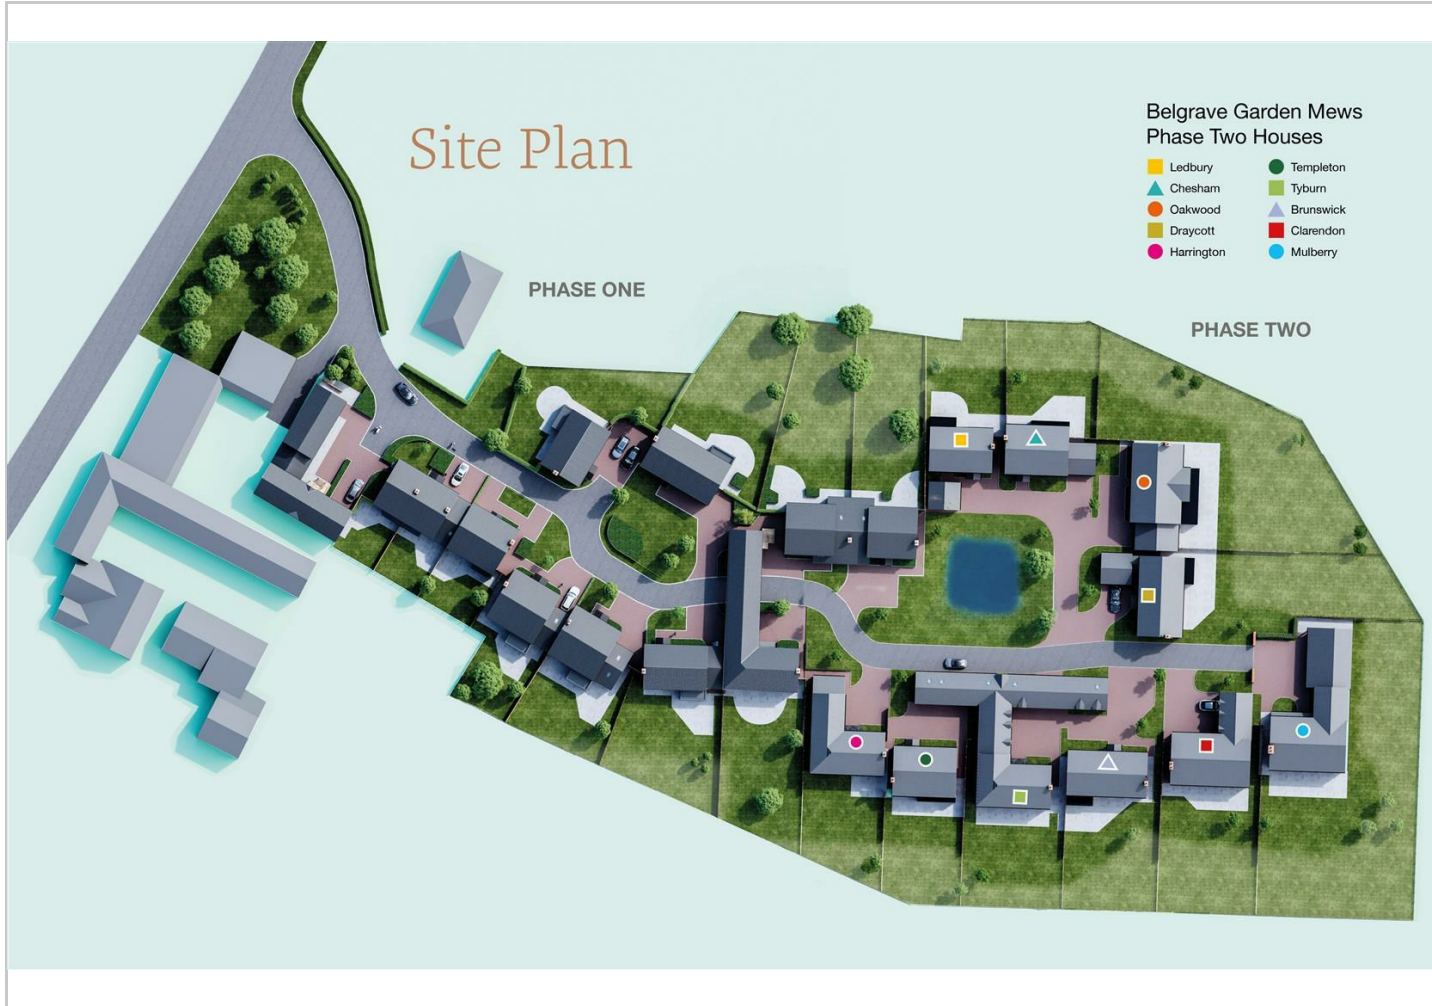 Site Plan
Belgrave Garden Mews
Phase Two Houses
Ledbury
Chesham
Oakwood
Draycott
Harrington
Templeton
Tyburn
Brunswick
Clarendon
Mulberry
PHASE ONE
PHASE TWO